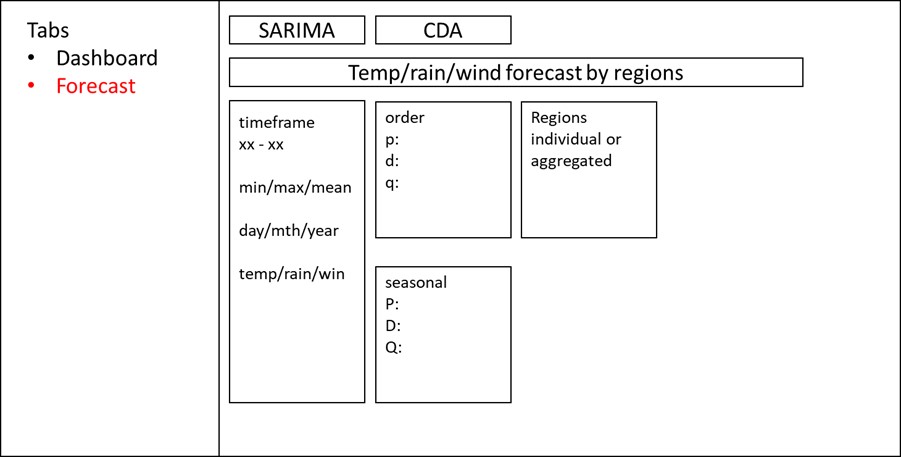 Tabs
• Dashboard
• Forecast
SARIMA
CDA
Temp/rain/wind forecast by regions
timeframe
xx - xx
min/max/mean
day/mth/year
temp/rain/win
order
p:
d:
q:
seasonal
P:
D:
Q:
Regions
individual or
aggregated